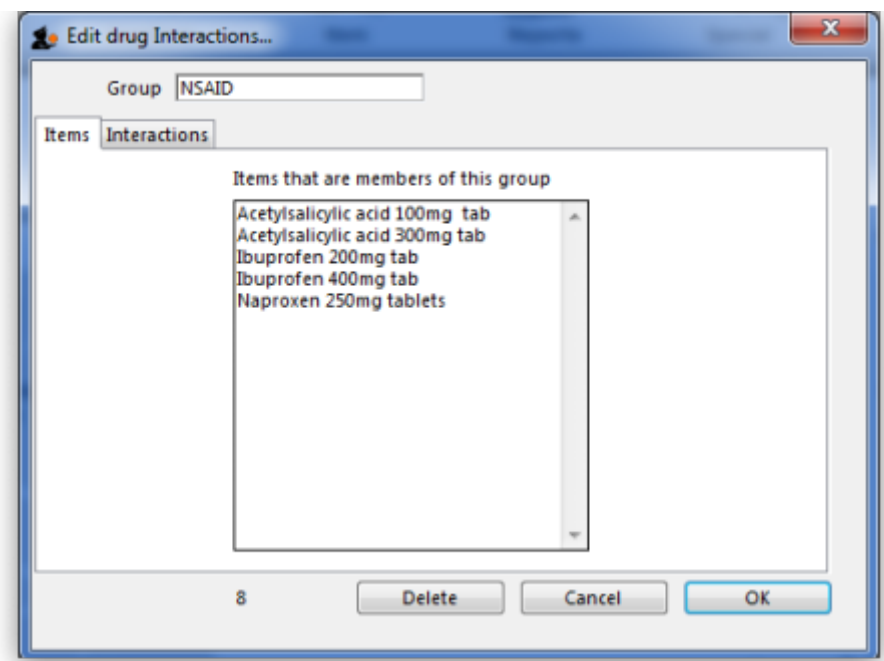 Edit drug Interactions...
X
Group NSAID
Items Interactions
Items that are members of this group
Acetylsalicylic acid 100mg  tab
Acetylsalicylic acid 300mg tab
Ibuprofen 200mg tab
Ibuprofen 400mg tab
Naproxen 250mg tablets
8 Delete Cancel OK